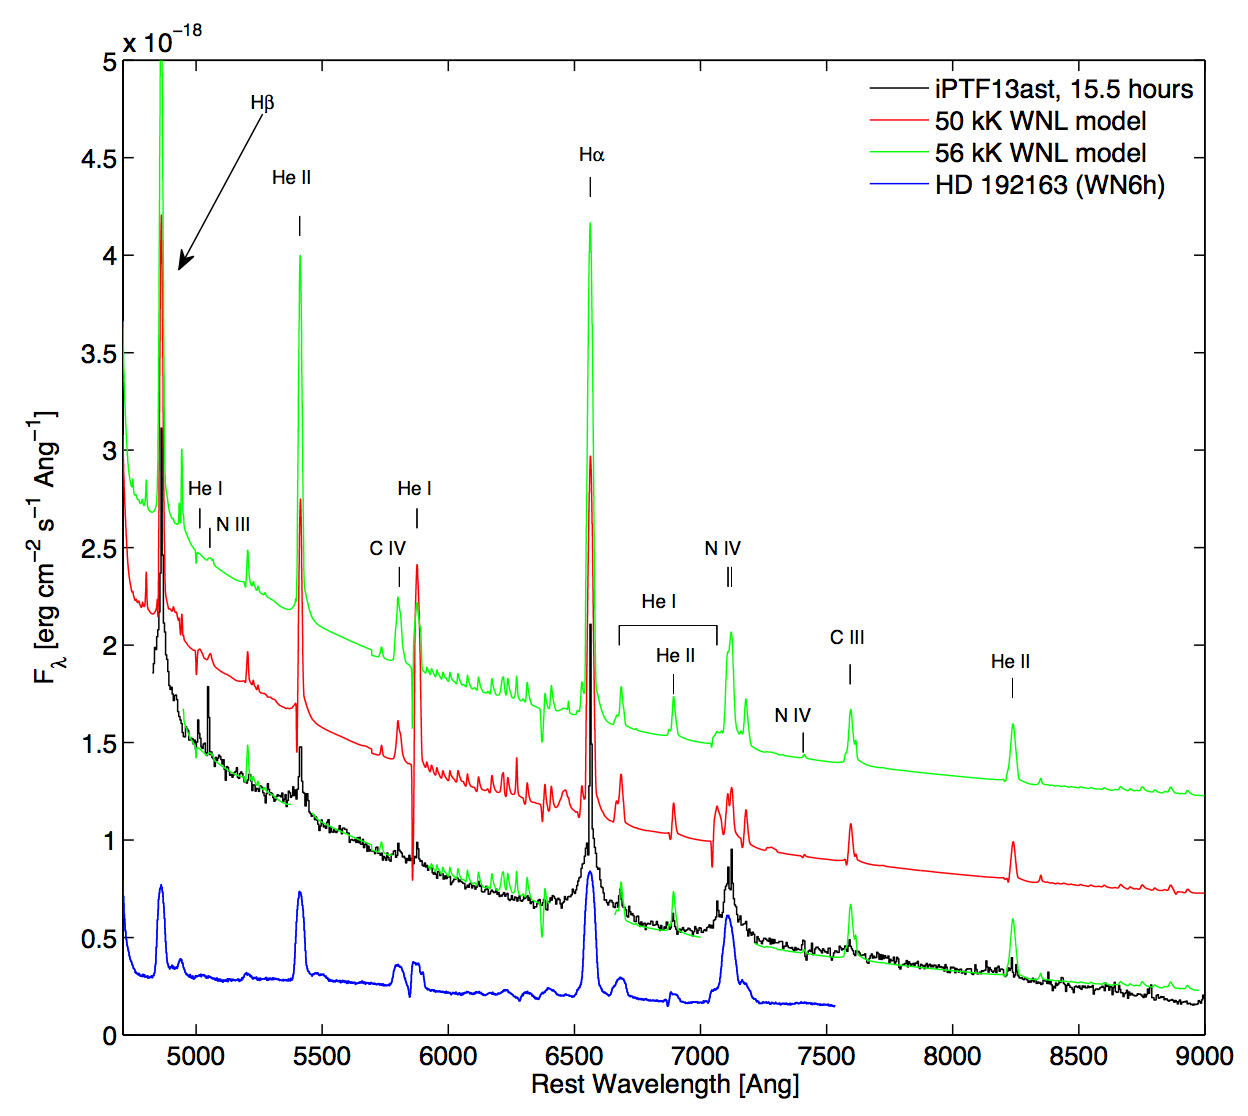 x 10−18
5
4.5
4
3.5
3
2.5
2
1.5
1
0.5
0
Fλ [erg cm−2 s−1 Ang−1]
iPTF13ast, 15.5 hours
50 kK WNL model
56 kK WNL model
HD 192163 (WN6h)
Hβ
He II
Hα
He I
N III
C IV
He I
N IV
He I
He II
C III
He II
N IV
5000 5500 6000 6500 7000 7500 8000 8500 9000
Rest Wavelength [Ang]